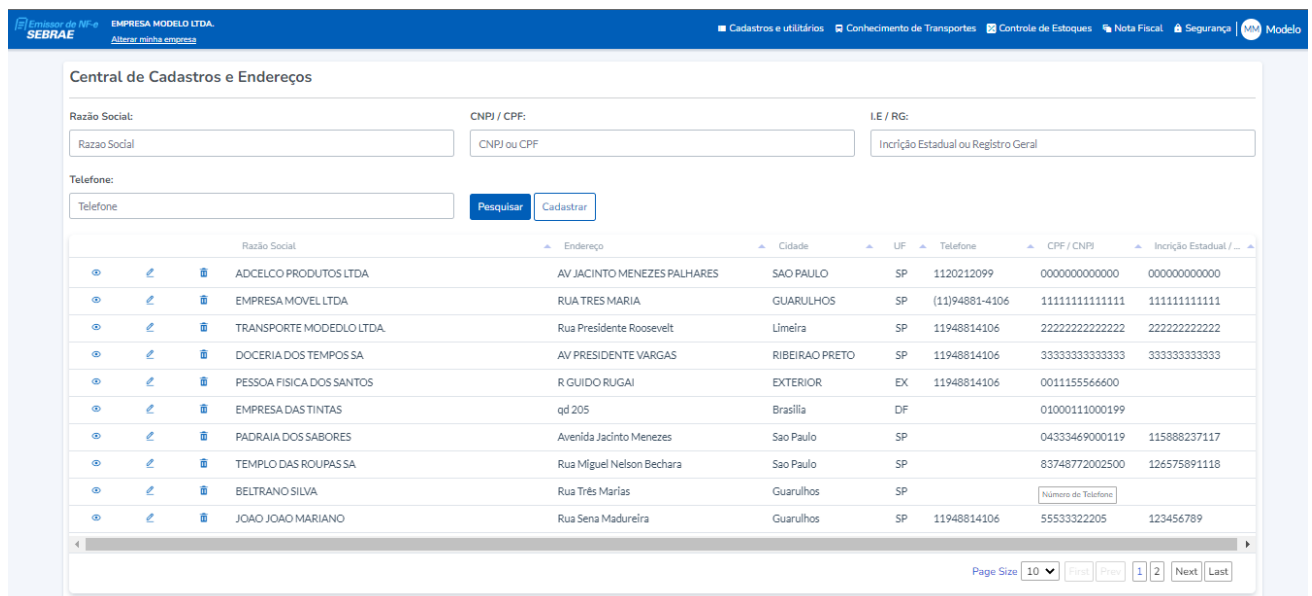 Emissor de NF-e EMPRESA MODELO LTDA.
SEBRAE Alterar minha empresa
Cadastros e utilitários Conhecimento de Transportes Controle de Estoques Nota Fiscal Segurança MM Modelo
Central de Cadastros e Endereços
Razão Social: CNPJ / CPF: I.E / RG:
Razao Social CNPJ ou CPF Incrição Estadual ou Registro Geral
Telefone:
Telefone Pesquisar Cadastrar
Razão Social Endereço Cidade UF Telefone CPF / CNPJ Incrição Estadual / ...
ADCELCO PRODUTOS LTDA AV JACINTO MENEZES PALHARES SAO PAULO SP 1120212099 0000000000000 000000000000
EMPRESA MOVEL LTDA RUA TRES MARIA GUARULHOS SP (11)94881-4106 11111111111111 111111111111
TRANSPORTE MODEDLO LTDA. Rua Presidente Roosevelt Limeira SP 11948814106 22222222222222 222222222222
DOCERIA DOS TEMPOS SA AV PRESIDENTE VARGAS RIBEIRAO PRETO SP 11948814106 33333333333333 333333333333
PESSOA FISICA DOS SANTOS R GUIDO RUGAI EXTERIOR EX 11948814106 0011155566600
EMPRESA DAS TINTAS qd 205 Brasilia DF 01000111000199
PADRAIA DOS SABORES Avenida Jacinto Menezes Sao Paulo SP 04333469000119 115888237117
TEMPLO DAS ROUPAS SA Rua Miguel Nelson Bechara Sao Paulo SP 83748772002500 126575891118
BELTRANO SILVA Rua Três Marias Guarulhos SP Número de Telefone
JOAO JOAO MARIANO Rua Sena Madureira Guarulhos SP 11948814106 55533322205 123456789
Page Size 10 First Prev 1 2 Next Last